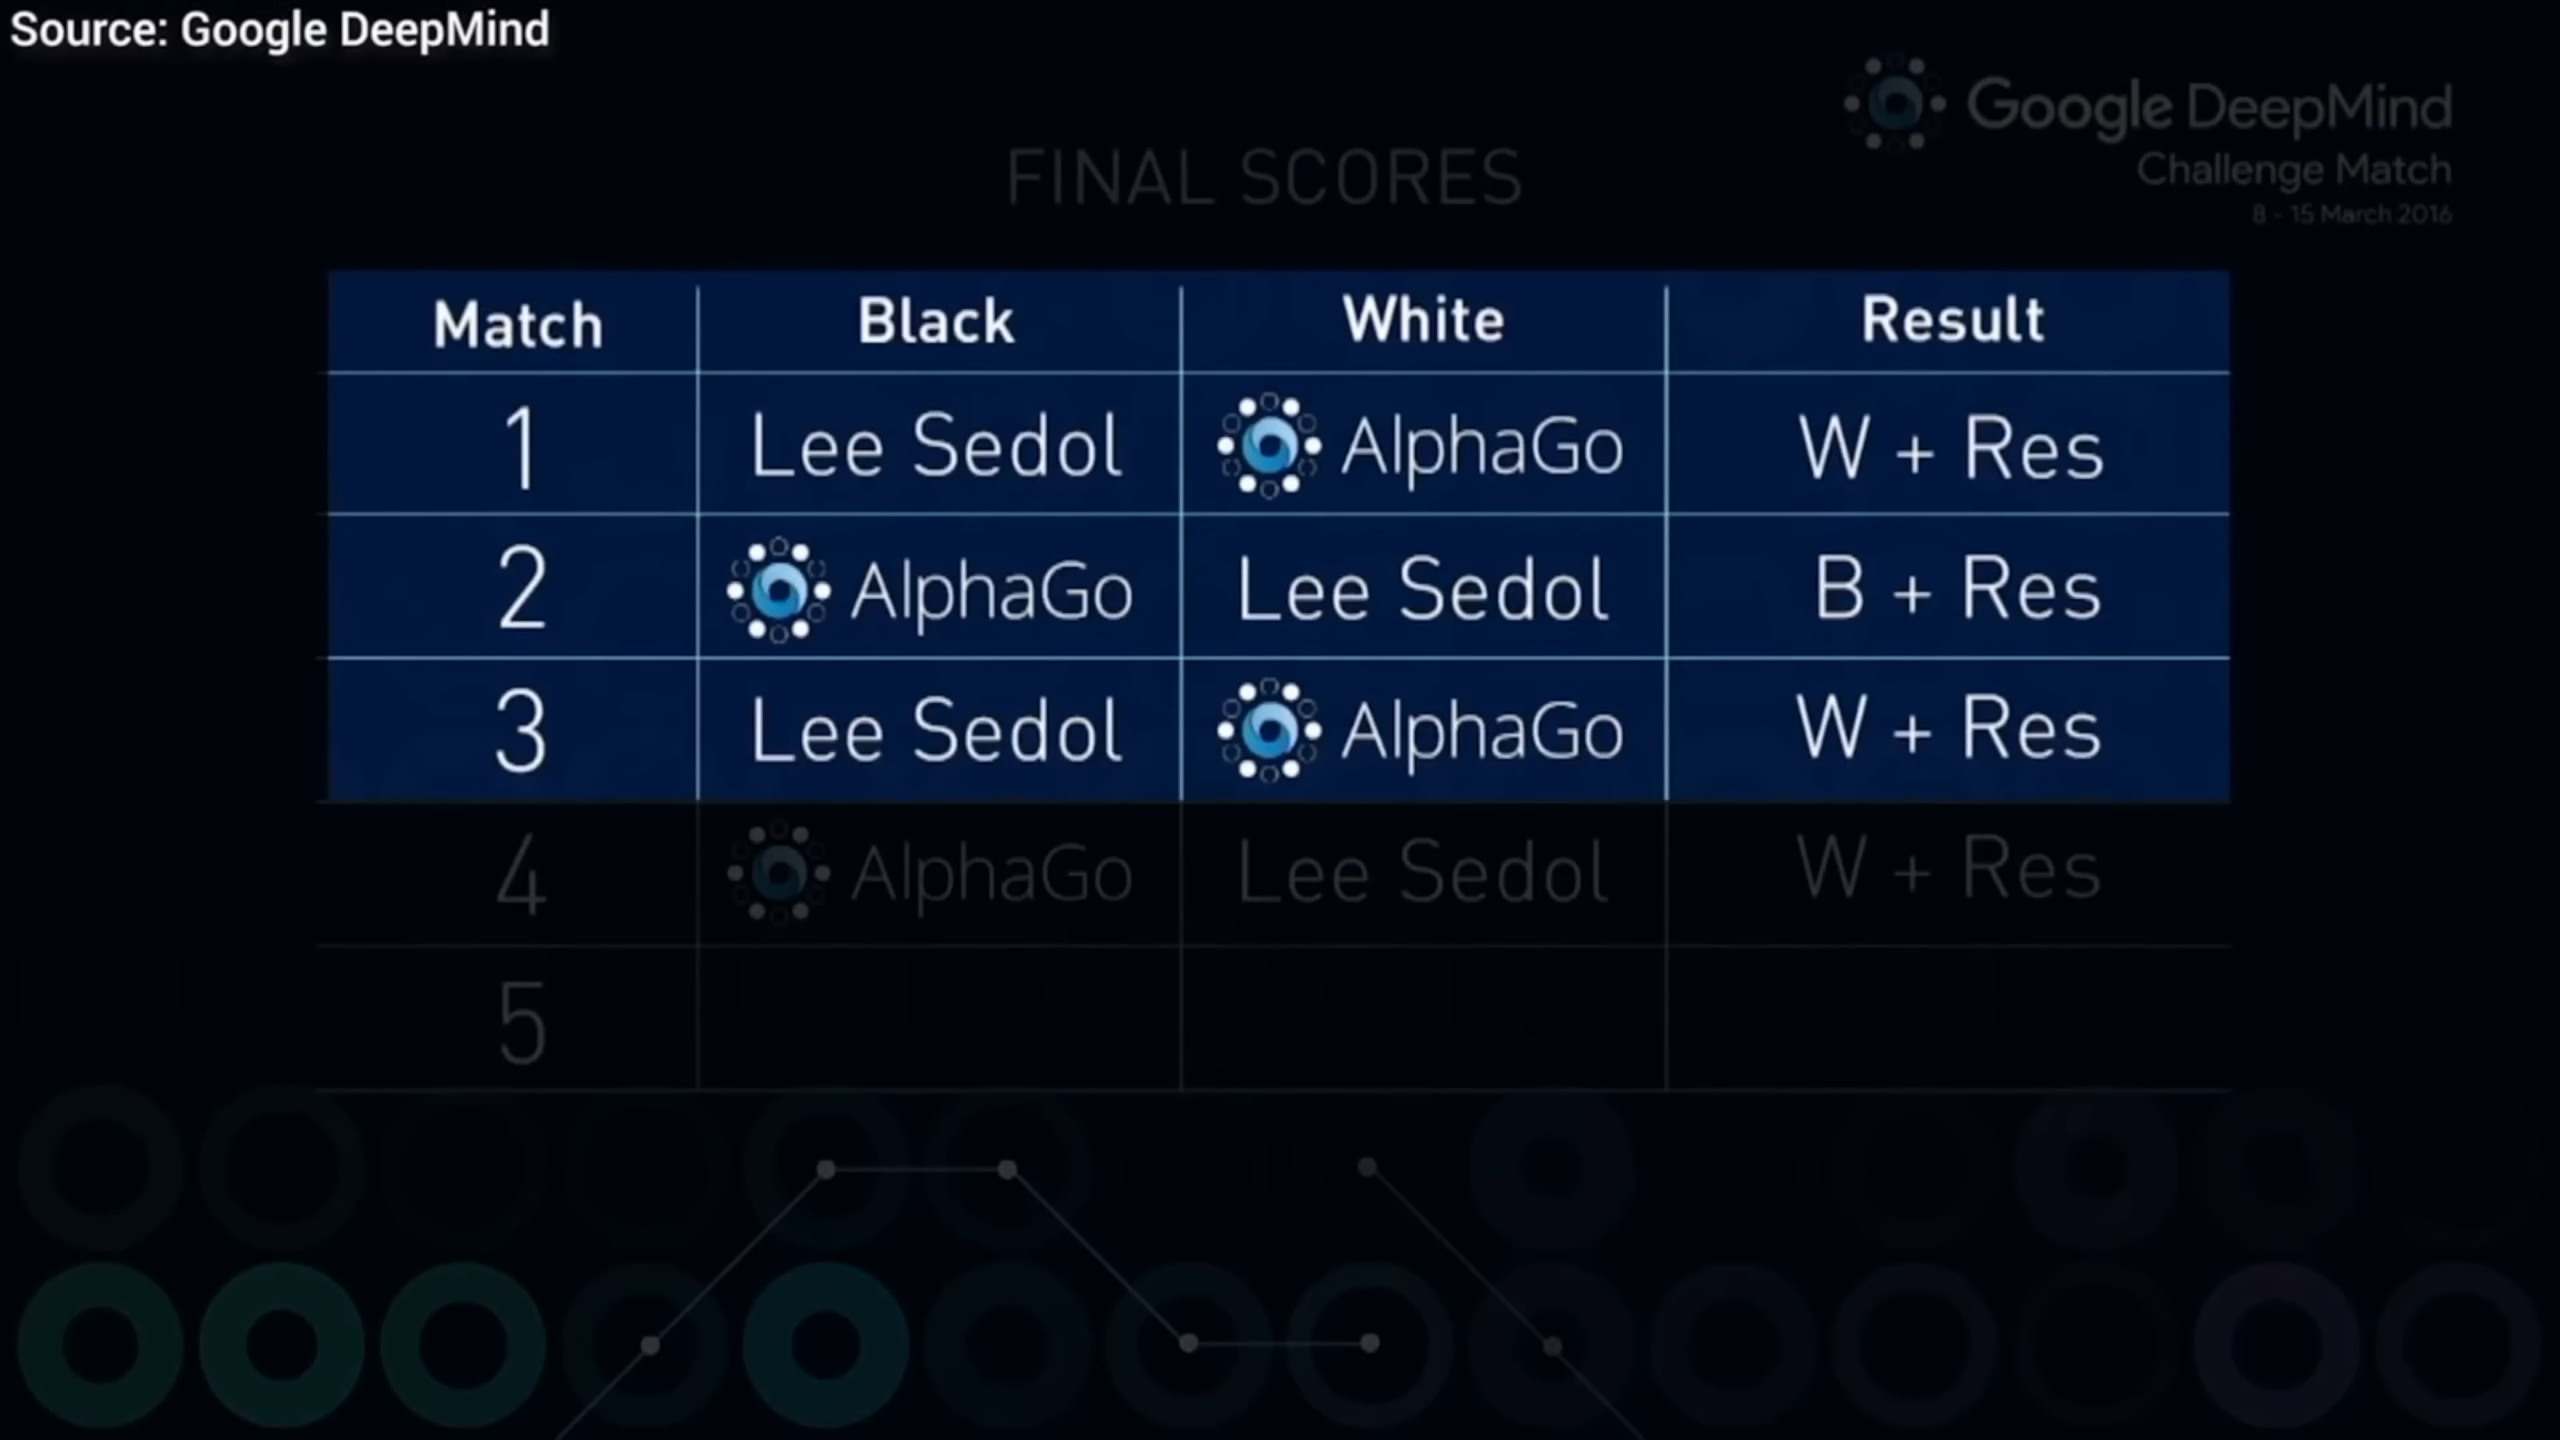 Source: Google DeepMind
Google DeepMind
Challenge Match
8 - 15 March 2016
FINAL SCORES
Match Black White Result
1 Lee Sedol AlphaGo W + Res
2 AlphaGo Lee Sedol B + Res
3 Lee Sedol AlphaGo W + Res
4 AlphaGo Lee Sedol W + Res
5